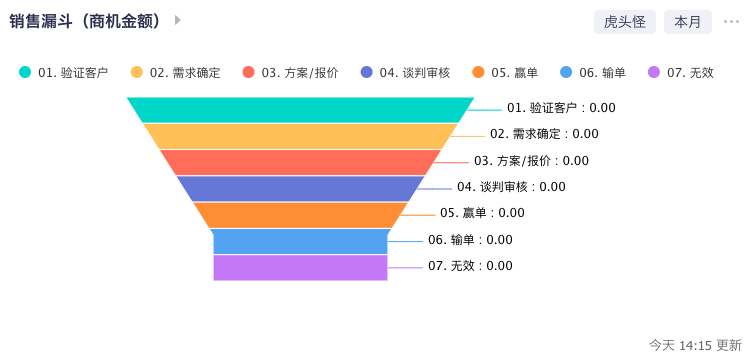 销售漏斗（商机金额）
虎头怪
本月
01. 验证客户
02. 需求确定
03. 方案/报价
04. 谈判审核
05. 赢单
06. 输单
07. 无效
01. 验证客户 : 0.00
02. 需求确定 : 0.00
03. 方案/报价 : 0.00
04. 谈判审核 : 0.00
05. 赢单 : 0.00
06. 输单 : 0.00
07. 无效 : 0.00
今天 14:15 更新